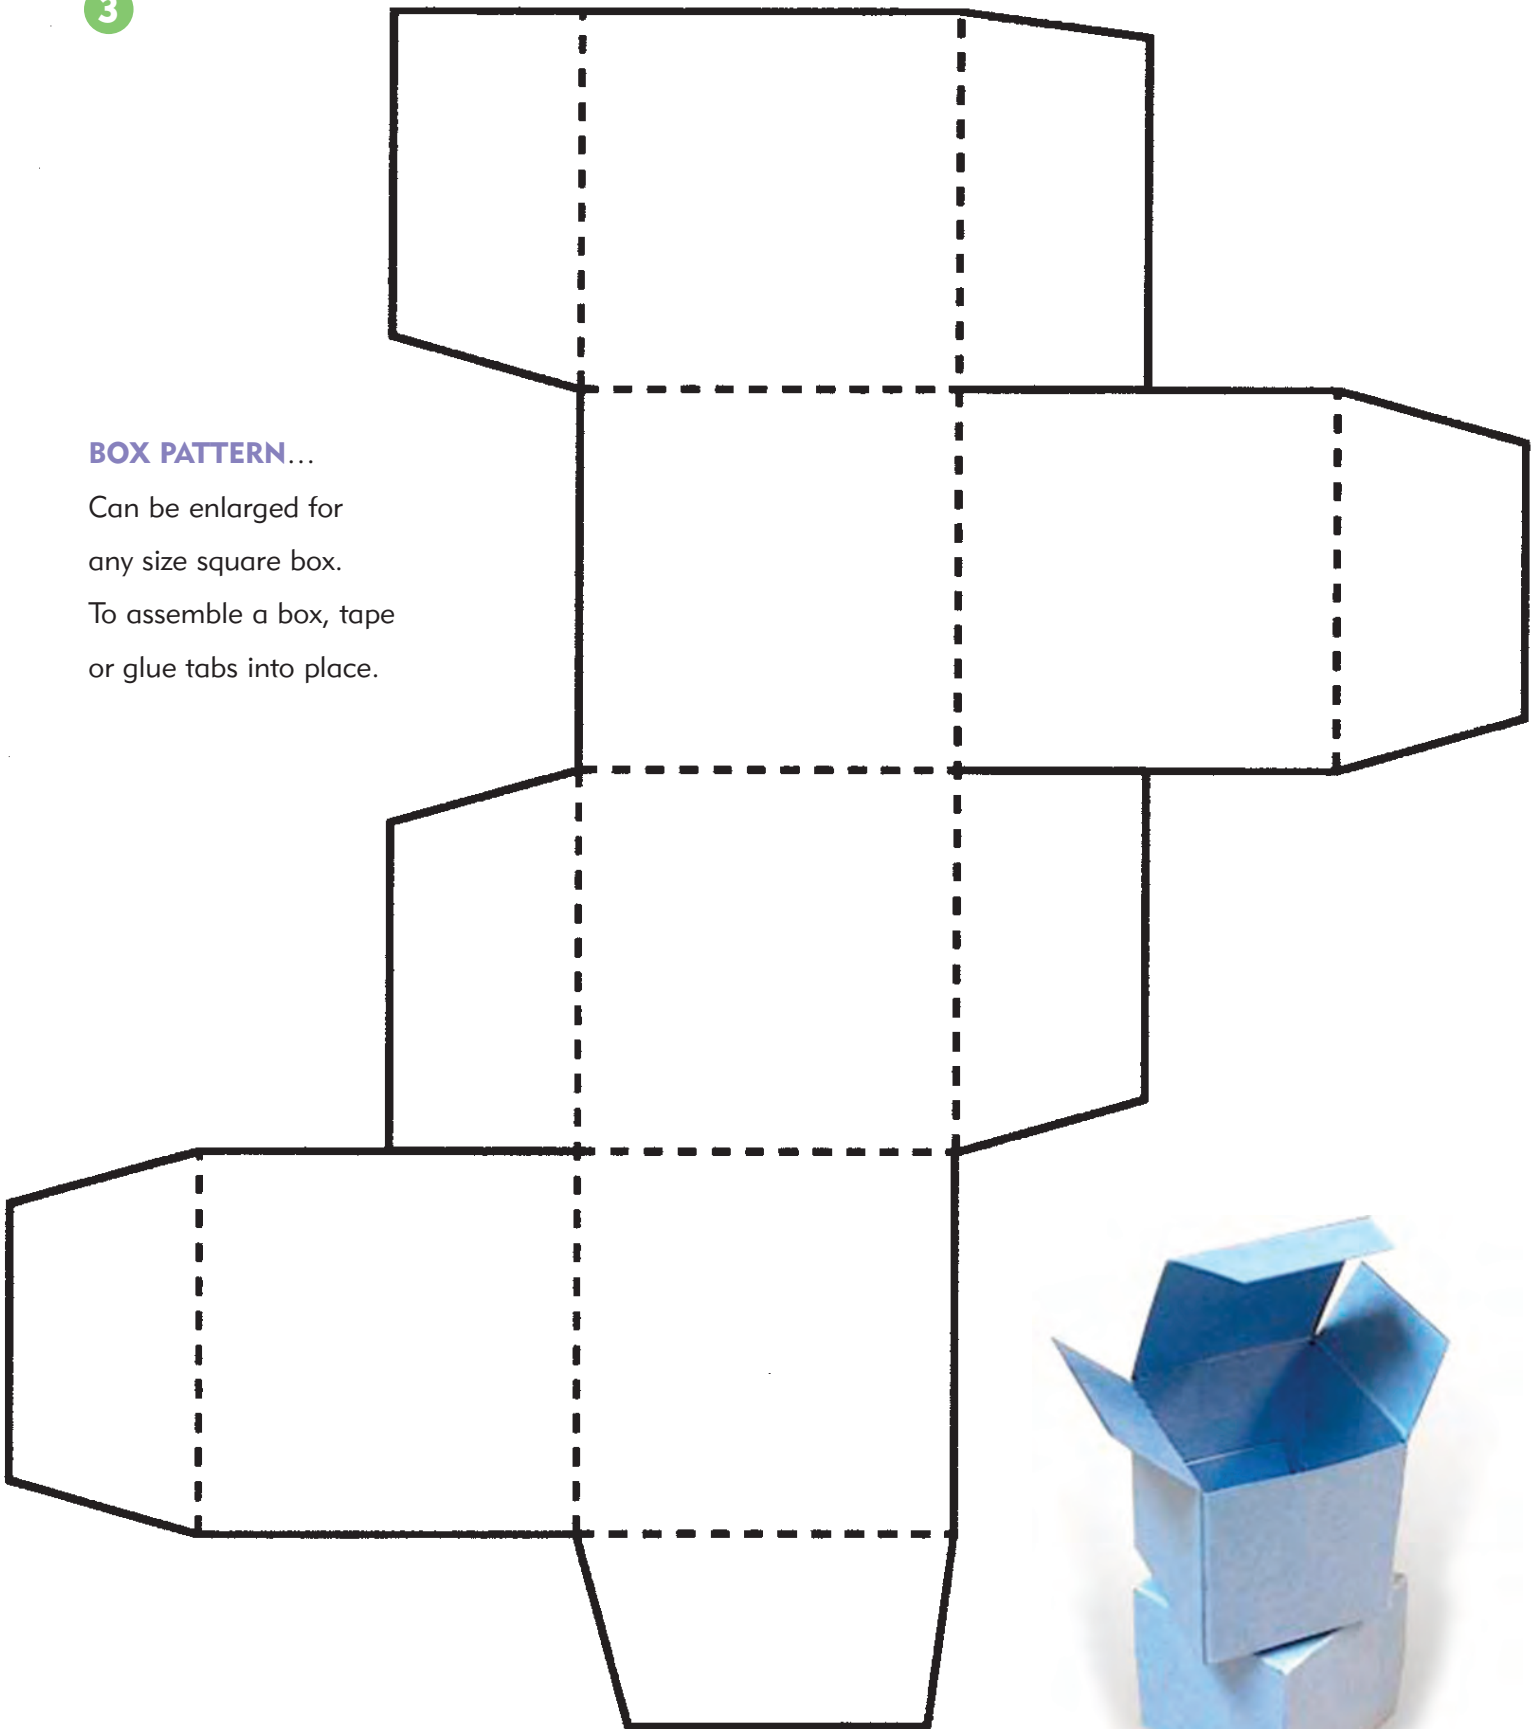 3
BOX PATTERN...
Can be enlarged for
any size square box.
To assemble a box, tape
or glue tabs into place.